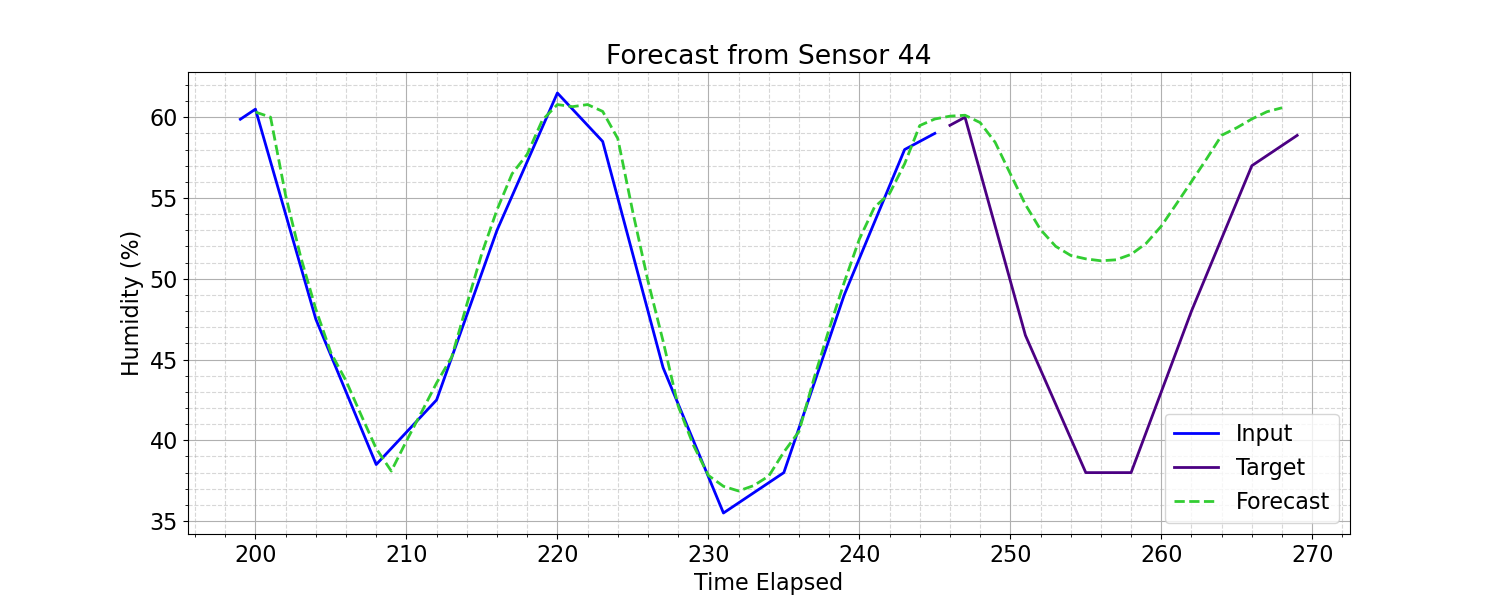 Forecast from Sensor 44
Humidity (%)
60
55
50
45
40
35
200 210 220 230 240 250 260 270
Time Elapsed
Input
Target
Forecast